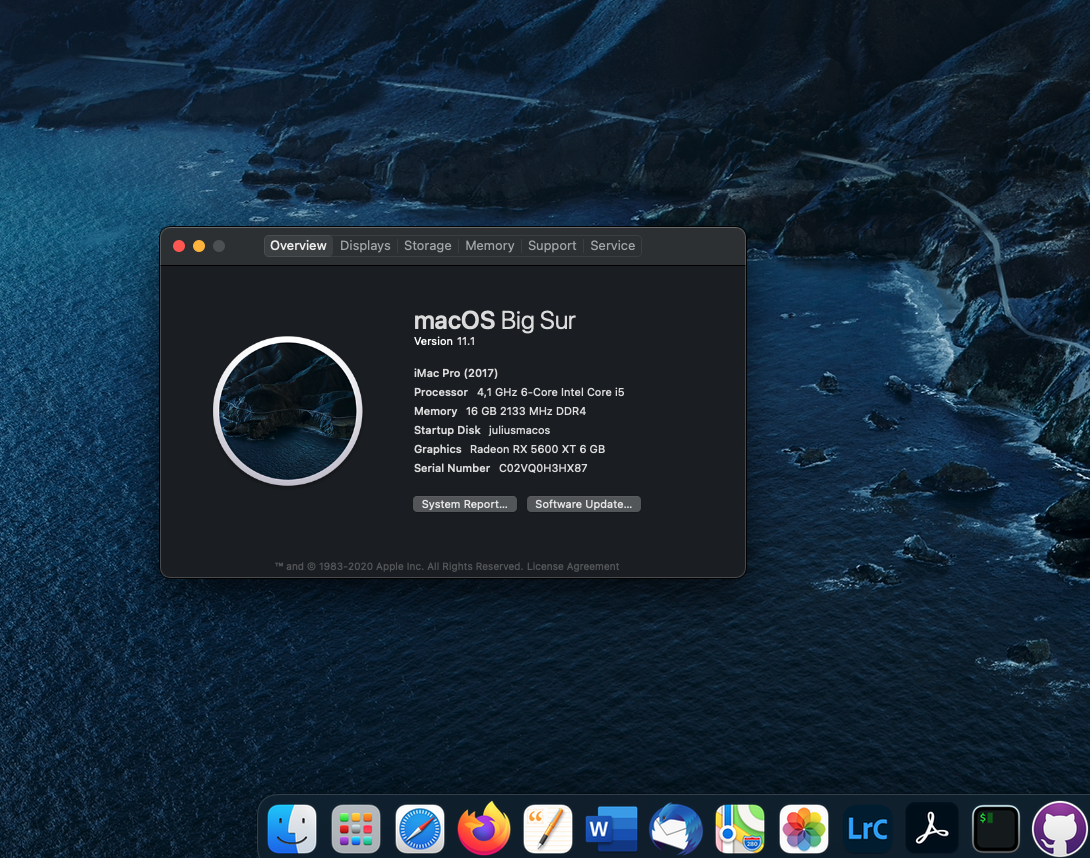 Overview Displays Storage Memory Support Service
macOS Big Sur
Version 11.1
iMac Pro (2017)
Processor 4,1 GHz 6-Core Intel Core i5
Memory 16 GB 2133 MHz DDR4
Startup Disk juliusmacos
Graphics Radeon RX 5600 XT 6 GB
Serial Number C02VQ0H3HX87
System Report... Software Update...
™ and © 1983-2020 Apple Inc. All Rights Reserved. License Agreement
W 280 LrC $